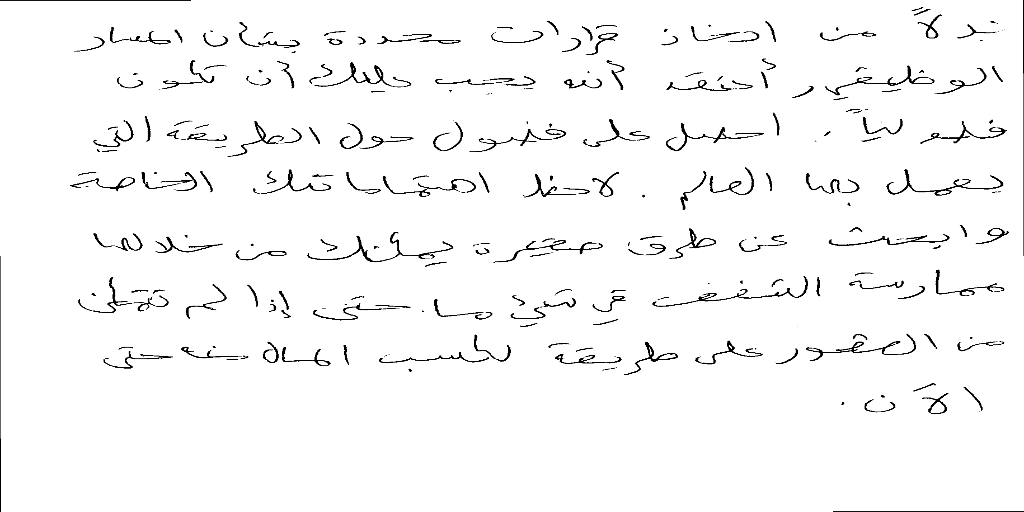 بدلاً من اتخاذ قرارات محددة بشأن المسار
الوظيفي، أعتقد أنه يجب عليك أن تكون
فضولياً. احصل على فضول حول الطريقة التي
يعمل بها العالم. لاحظ اهتماماتك الخاصة
وابحث عن طرق صغيرة يمكنك من خلالها
ممارسة الشغف في شيء ما. حتى إذا لم تتمكن
من العثور على طريقة لكسب المال منه حتى
الآن.